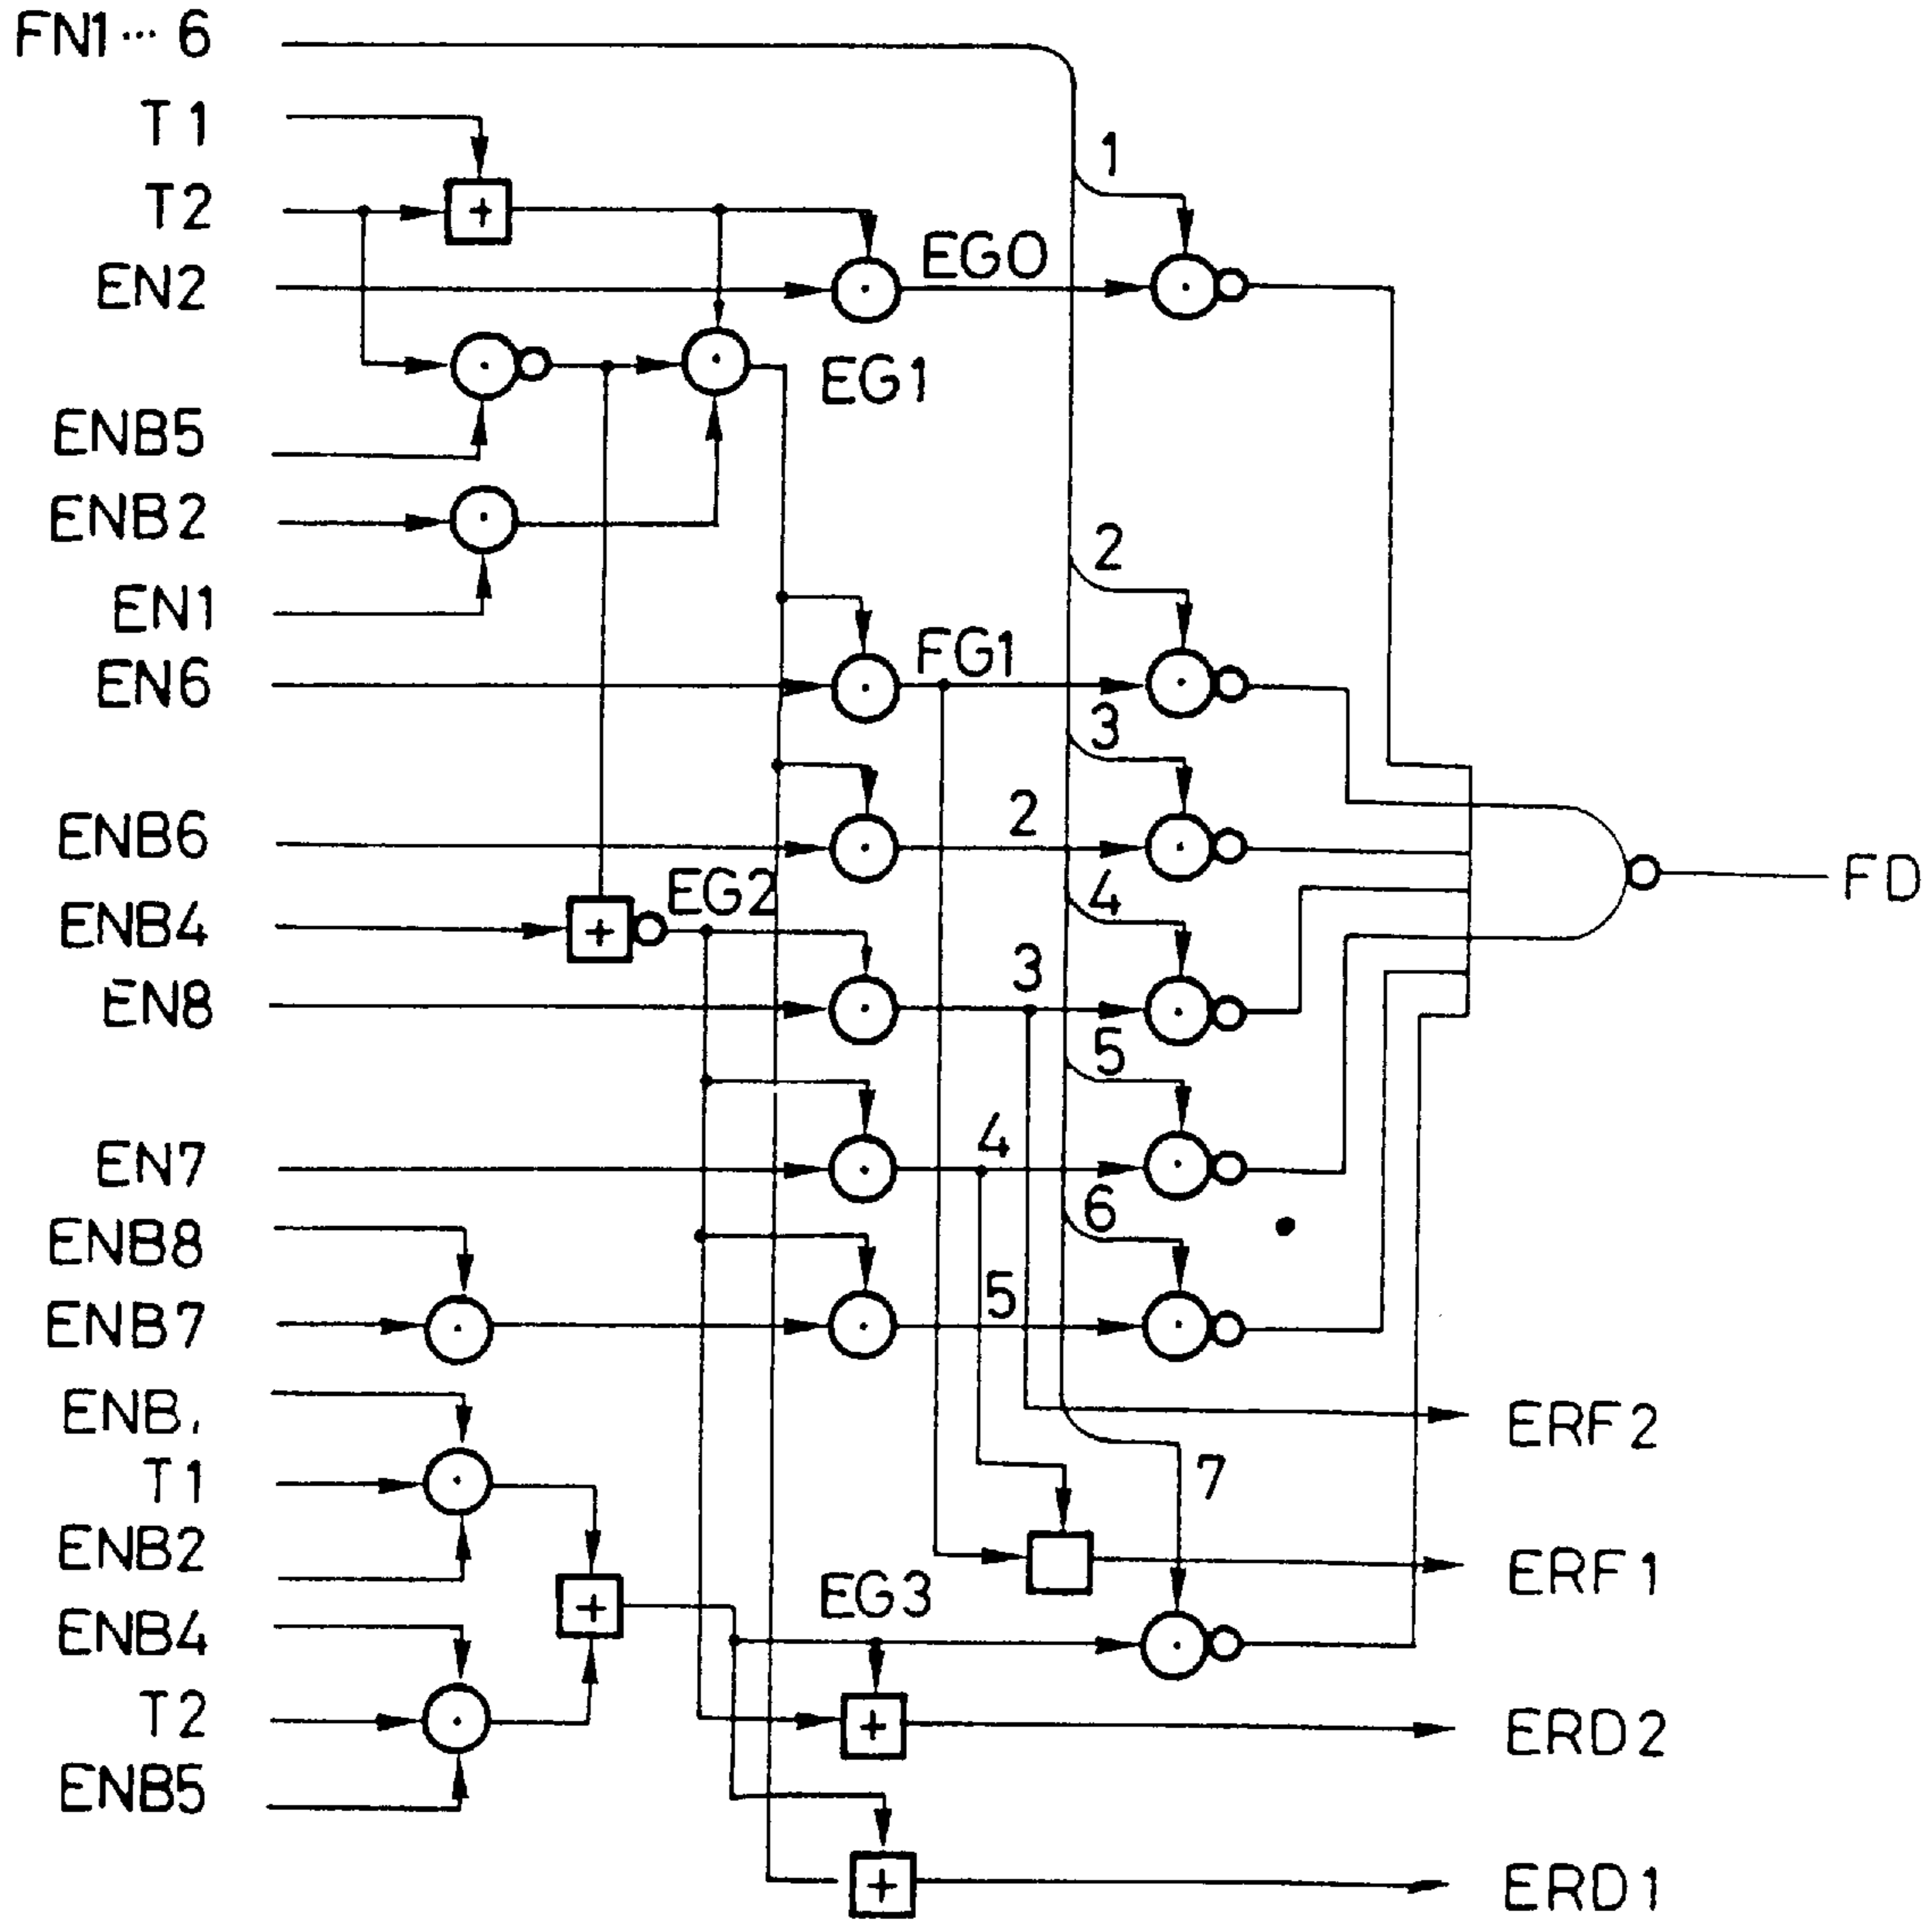 FN1··· 6
T1
1
T2
+
EN2
EG0
EG1
ENB5
ENB2
2
EN1
EN6
FG1
3
ENB6
2
EG2
4
ENB4
+
3
FD
EN8
5
EN7
4
6
ENB8
5
ENB7
ENB
ERF2
T1
7
ENB2
ERF1
EG3
+
ENB4
T2
+
ERD2
ENB5
+
ERD1